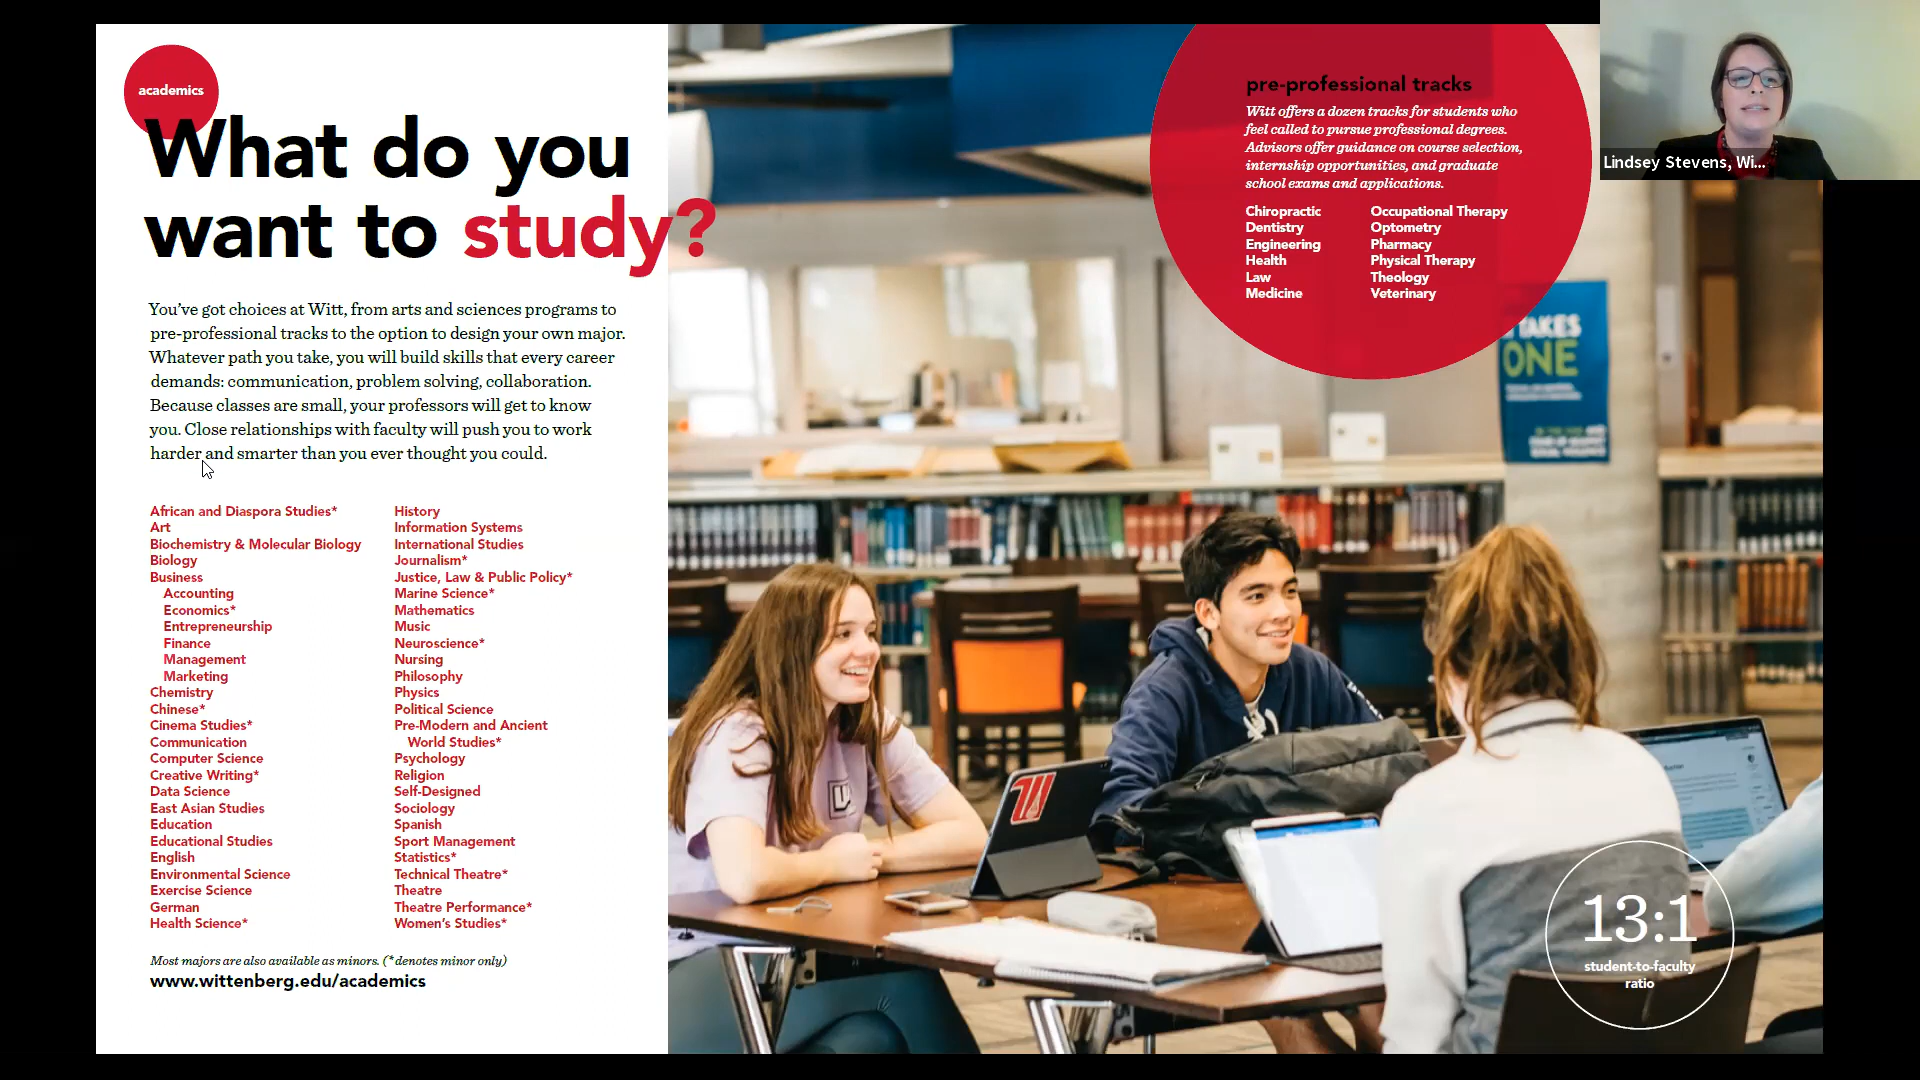 academics
What do you
want to study?
You've got choices at Witt, from arts and sciences programs to
pre-professional tracks to the option to design your own major.
Whatever path you take, you will build skills that every career
demands: communication, problem solving, collaboration.
Because classes are small, your professors will get to know
you. Close relationships with faculty will push you to work
harder and smarter than you ever thought you could.
African and Diaspora Studies*
Art
Biochemistry & Molecular Biology
Biology
Business
Accounting
Economics*
Entrepreneurship
Finance
Management
Marketing
Chemistry
Chinese*
Cinema Studies*
Communication
Computer Science
Creative Writing*
Data Science
East Asian Studies
Education
Educational Studies
English
Environmental Science
Exercise Science
German
Health Science*
History
Information Systems
International Studies
Journalism*
Justice, Law & Public Policy*
Marine Science*
Mathematics
Music
Neuroscience*
Nursing
Philosophy
Physics
Political Science
Pre-Modern and Ancient
World Studies*
Psychology
Religion
Self-Designed
Sociology
Spanish
Sport Management
Statistics*
Technical Theatre*
Theatre
Theatre Performance*
Women's Studies*
Most majors are also available as minors. (*denotes minor only)
www.wittenberg.edu/academics
pre-professional tracks
Witt offers a dozen tracks for students who
feel called to pursue professional degrees.
Advisors offer guidance on course selection,
internship opportunities, and graduate
school exams and applications.
Chiropractic
Dentistry
Engineering
Health
Law
Medicine
Occupational Therapy
Optometry
Pharmacy
Physical Therapy
Theology
Veterinary
Lindsey Stevens, Wi...
TAKES
ONE
13:1
student-to-faculty
ratio